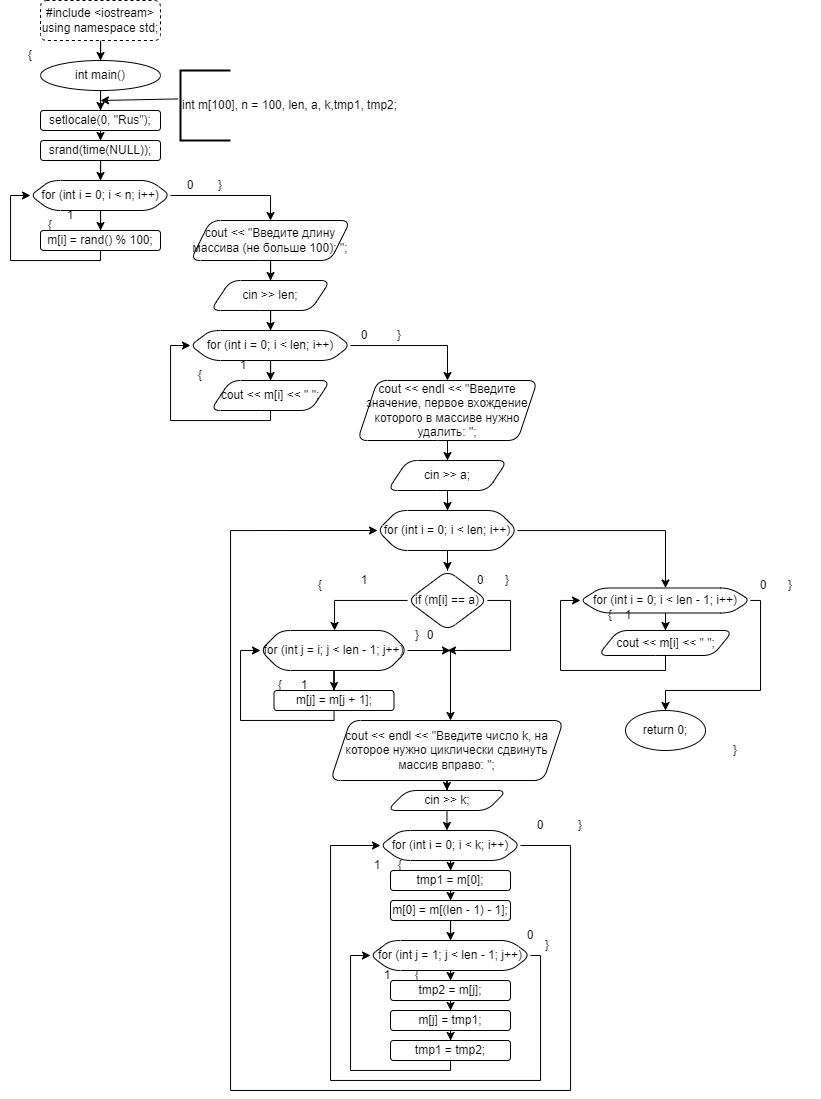 #include <iostream>
using namespace std;
{
int main()
int m[100], n = 100, len, a, k,tmp1, tmp2;
setlocale(0, "Rus");
srand(time(NULL));
for (int i = 0; i < n; i++)
0 }
1
{
m[i] = rand() % 100;
cout << "Введите длину
массива (не больше 100): ";
cin >> len;
for (int i = 0; i < len; i++)
0 }
1
{
cout << m[i] << " ";
cout << endl << "Введите
значение, первое вхождение
которого в массиве нужно
удалить: ";
cin >> a;
for (int i = 0; i < len; i++)
{ 1
if (m[i] == a)
0 }
for (int j = i; j < len - 1; j++)
} 0
{ 1
m[j] = m[j + 1];
for (int i = 0; i < len - 1; i++)
0 }
{ 1
cout << m[i] << " ";
return 0;
}
cout << endl << "Введите число k, на
которое нужно циклически сдвинуть
массив вправо: ";
cin >> k;
for (int i = 0; i < k; i++)
0 }
1 {
tmp1 = m[0];
m[0] = m[(len - 1) - 1];
for (int j = 1; j < len - 1; j++)
0
}
1 {
tmp2 = m[j];
m[j] = tmp1;
tmp1 = tmp2;